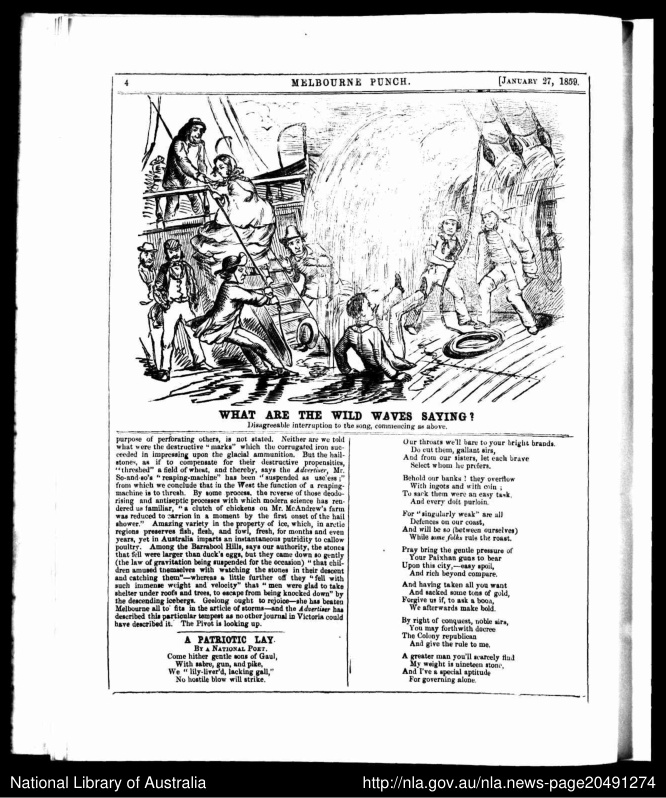 4
MELBOURNE PUNCH.
[JANUARY 27, 1859.
WHAT ARE THE WILD WAVES SAYING?
Disagreeable interruption to the song, commencing as above.
purpose of perforating others, is not stated. Neither are we told
what were the destructive "marks" which the corrugated iron suc-
ceeded in impressing upon the glacial ammunition. But the hail-
stones, as if to compensate for their destructive propensities,
"threshed" a field of wheat, and thereby, says the Advertiser, Mr.
So-and-so's "reaping-machine" has been "suspended as useless;"
from which we conclude that in the West the function of a reaping-
machine is to thresh. By some process, the reverse of those deodo-
rising and antiseptic processes with which modern science has ren-
dered us familiar, "a clutch of chickens on Mr. McAndrew's farm
was reduced to carrion in a moment by the first onset of the hail
shower." Amazing variety in the property of ice, which, in arctic
regions preserves fish, flesh, and fowl, fresh, for months and even
years, yet in Australia imparts an instantaneous putridity to callow
poultry. Among the Barrabool Hills, says our authority, the stones
that fell were larger than duck's eggs, but they came down so gently
(the law of gravitation being suspended for the occasion) "that chil-
dren amused themselves with watching the stones in their descent
and catching them"—whereas a little further off they "fell with
such immense weight and velocity" that "men were glad to take
shelter under roofs and trees, to escape from being knocked down" by
the descending icebergs. Geelong ought to rejoice—she has beaten
Melbourne all to fits in the article of storms—and the Advertiser has
described this particular tempest as no other journal in Victoria could
have described it. The Pivot is looking up.
A PATRIOTIC LAY.
BY A NATIONAL POET.
Come hither gentle sons of Gaul,
With sabre, gun, and pike,
We "lily-liver'd, lacking gall,"
No hostile blow will strike.
Our throats we'll bare to your bright brands.
Do cut them, gallant sirs,
And from our sisters, let each brave
Select whom he prefers.
Behold our banks! they overflow
With ingots and with coin;
To sack them were an easy task,
And every doit purloin.
For "singularly weak" are all
Defences on our coast,
And will be so (between ourselves)
While some folks rule the roast.
Pray bring the gentle pressure of
Your Paixhan guns to bear
Upon this city,—easy spoil,
And rich beyond compare.
And having taken all you want
And sacked some tons of gold,
Forgive us if, to ask a boon,
We afterwards make bold.
By right of conquest, noble sirs,
You may forthwith decree
The Colony republican
And give the rule to me.
A greater man you'll scarcely find
My weight is nineteen stone,
And I've a special aptitude
For governing alone.
National Library of Australia
http://nla.gov.au/nla.news-page20491274